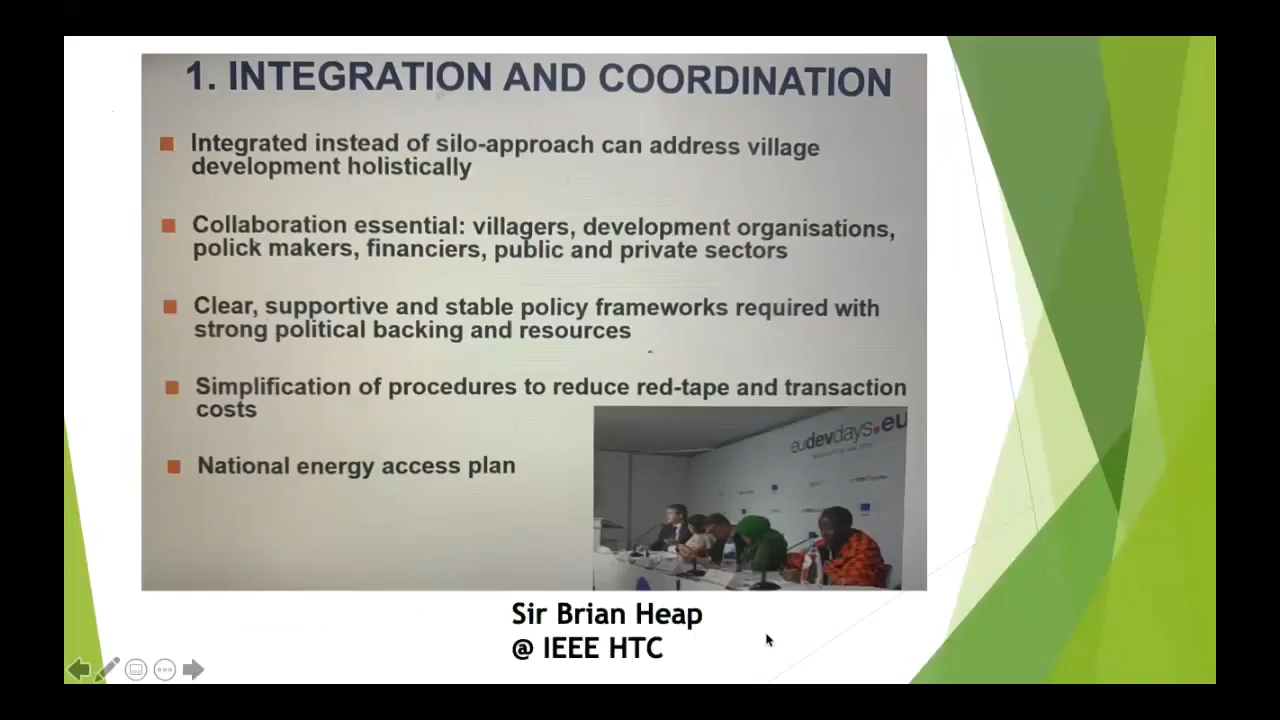 1. INTEGRATION AND COORDINATION
Integrated instead of silo-approach can address village
development holistically
Collaboration essential: villagers, development organisations,
polick makers, financiers, public and private sectors
Clear, supportive and stable policy frameworks required with
strong political backing and resources
Simplification of procedures to reduce red-tape and transaction
costs
National energy access plan
eudevdays.eu
Sir Brian Heap
@ IEEE HTC